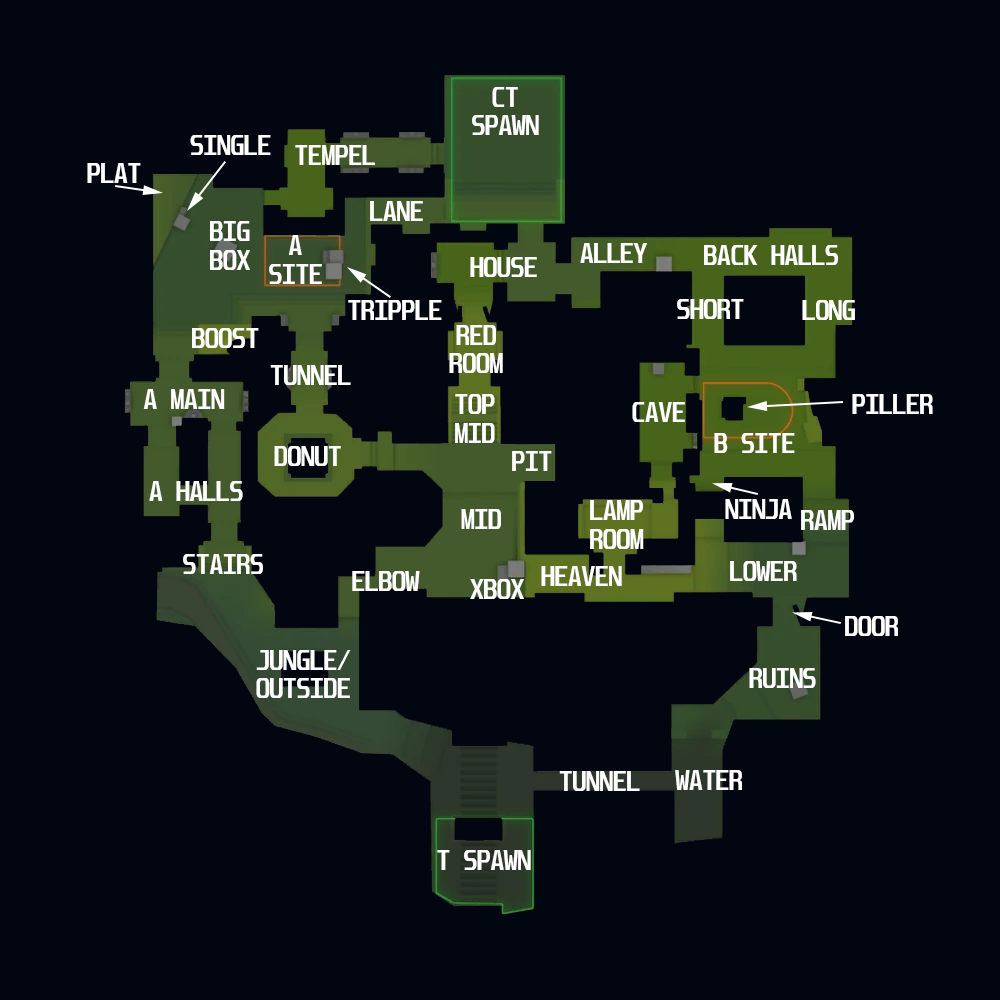 CT
SPAWN
SINGLE
TEMPEL
PLAT
LANE
BIG
BOX
A
SITE
HOUSE
ALLEY
BACK HALLS
TRIPPLE
SHORT
LONG
BOOST
RED
ROOM
TUNNEL
A MAIN
TOP
MID
CAVE
PILLER
B SITE
DONUT
PIT
A HALLS
NINJA
LAMP
ROOM
MID
RAMP
STAIRS
ELBOW
XBOX
HEAVEN
LOWER
DOOR
JUNGLE/
OUTSIDE
RUINS
TUNNEL
WATER
T SPAWN